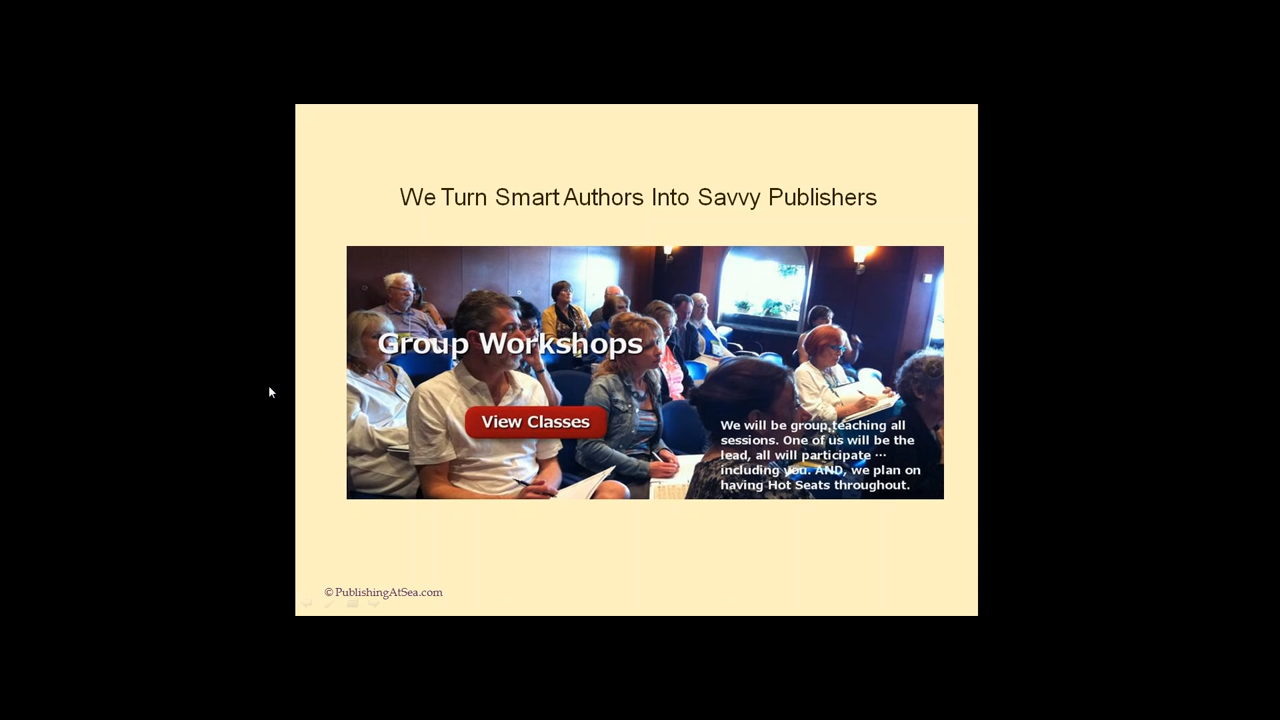 We Turn Smart Authors Into Savvy Publishers
Group Workshops
View Classes
We will be group teaching all
sessions. One of us will be the
lead, all will participate ...
including you. AND, we plan on
having Hot Seats throughout.
© PublishingAtSea.com